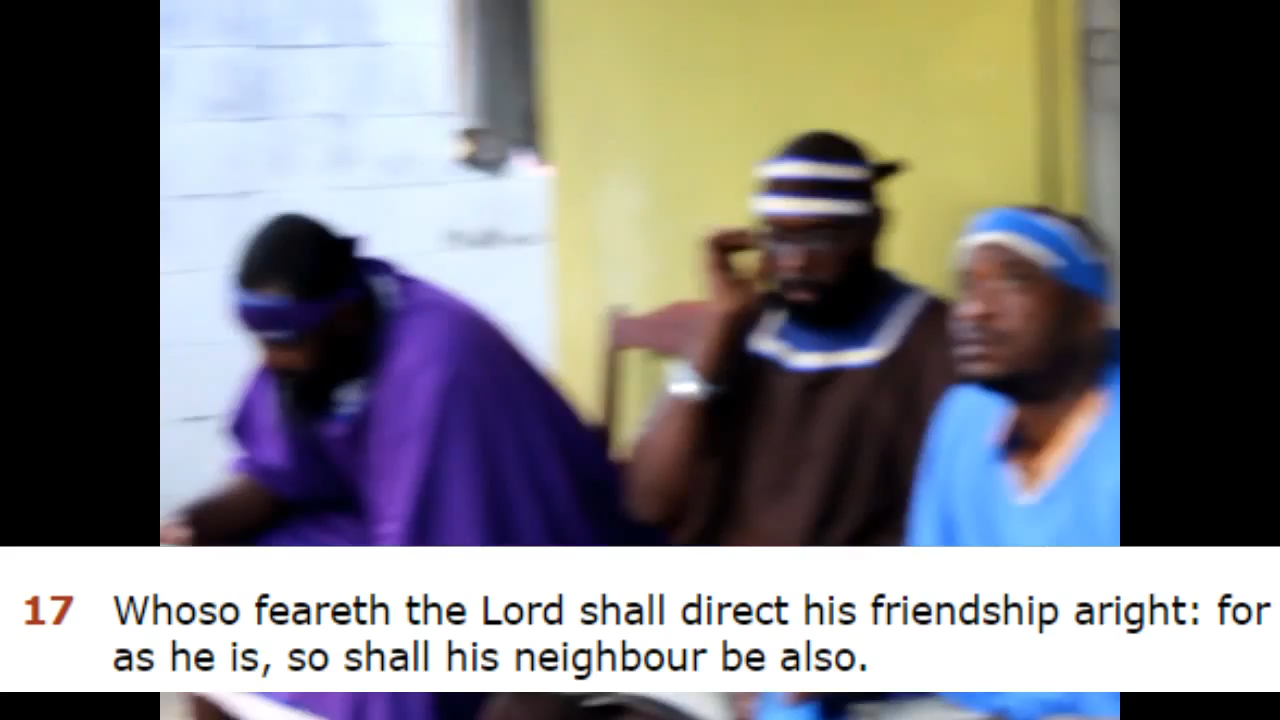 17 Whoso feareth the Lord shall direct his friendship aright: for
as he is, so shall his neighbour be also.